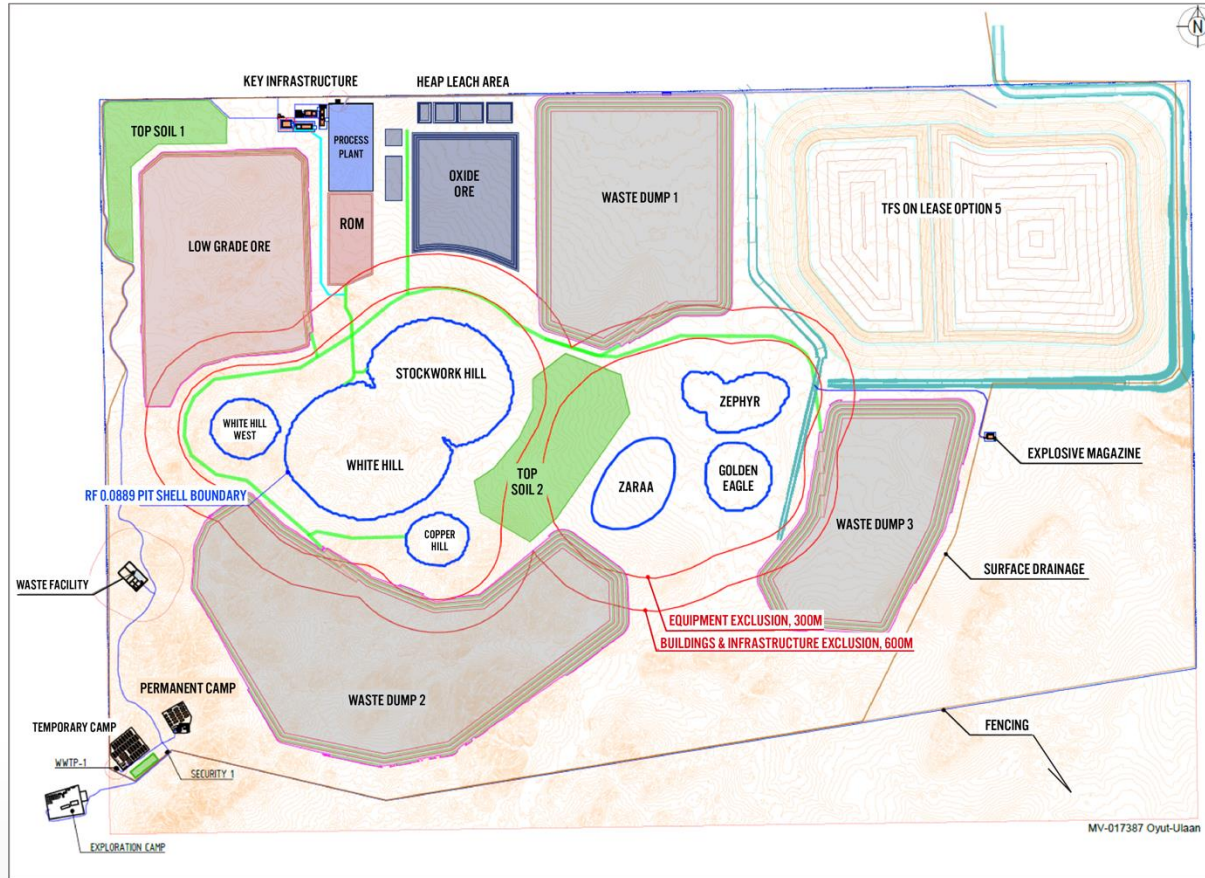 N
KEY INFRASTRUCTURE
HEAP LEACH AREA
TOP SOIL 1
PROCESS
PLANT
OXIDE
ORE
WASTE DUMP 1
TFS ON LEASE OPTION 5
LOW GRADE ORE
ROM
STOCKWORK HILL
ZEPHYR
WHITE HILL
WEST
WHITE HILL
TOP
SOIL 2
ZARAA
GOLDEN
EAGLE
EXPLOSIVE MAGAZINE
RF 0.0889 PIT SHELL BOUNDARY
COPPER
HILL
WASTE DUMP 3
WASTE FACILITY
SURFACE DRAINAGE
EQUIPMENT EXCLUSION, 300M
BUILDINGS & INFRASTRUCTURE EXCLUSION, 600M
PERMANENT CAMP
WASTE DUMP 2
TEMPORARY CAMP
FENCING
WWTP-1
SECURITY 1
MV-017387 Oyut-Ulaan
EXPLORATION CAMP